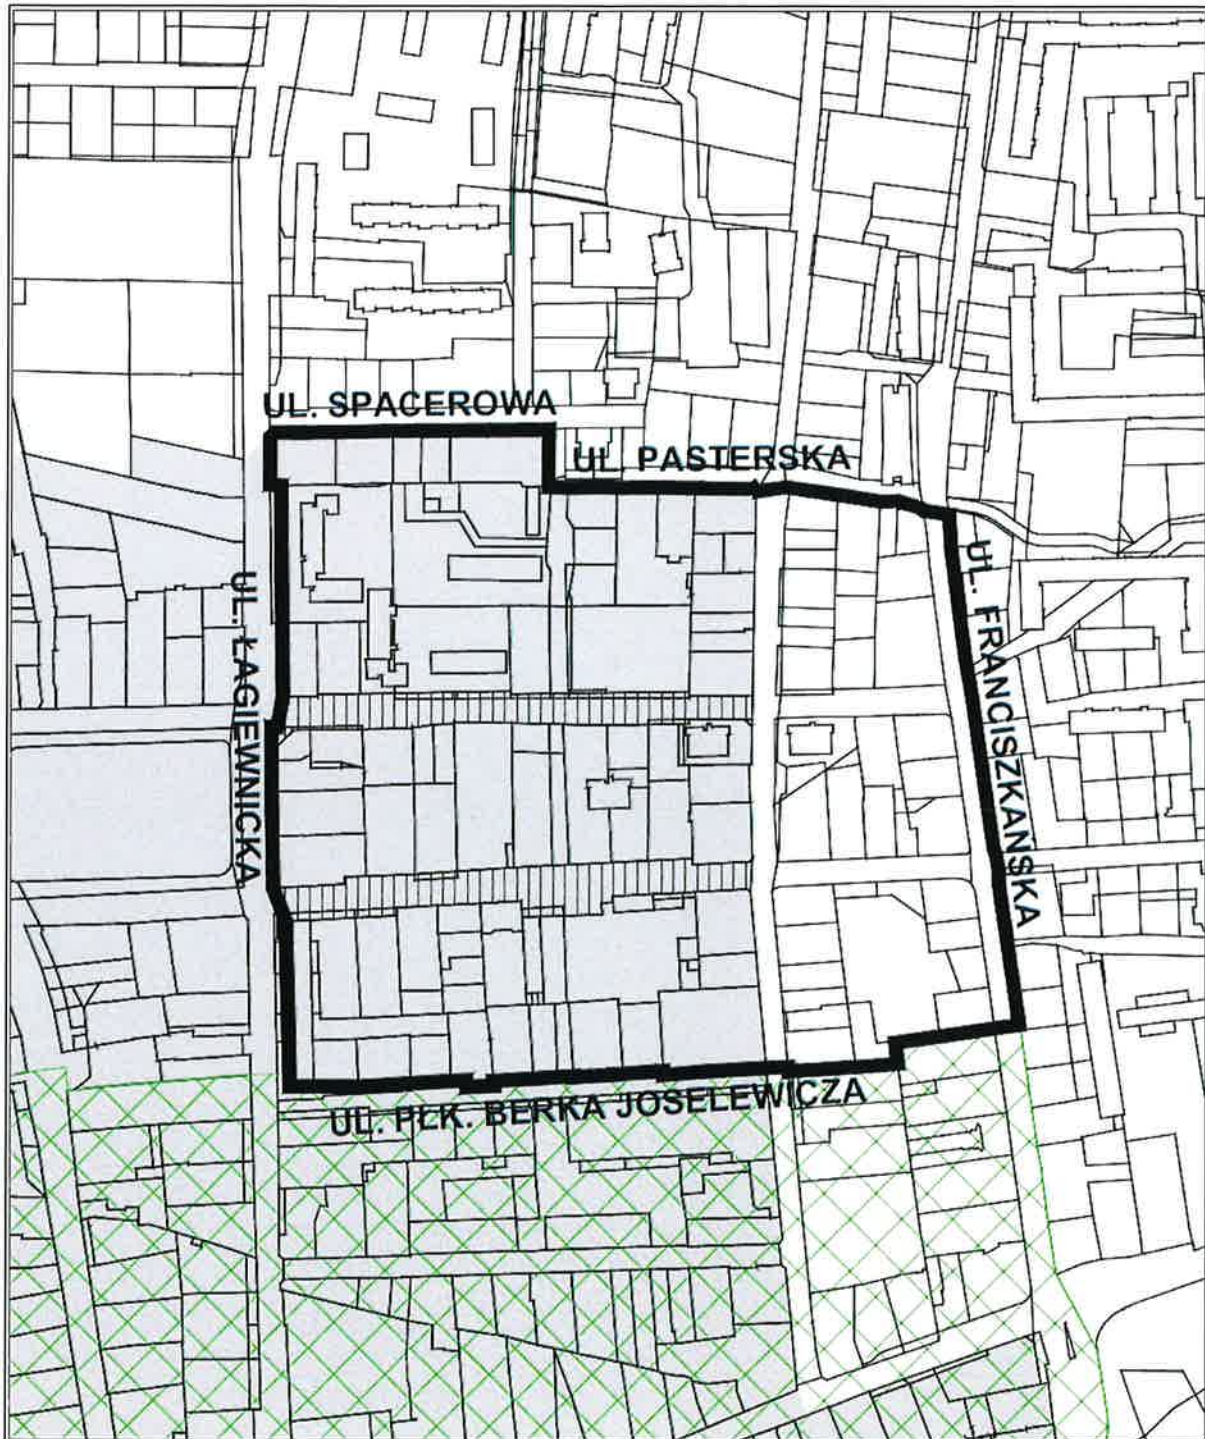 UL. SPACEROWA
UL. PASTERSKA
UL. FRANCISZKAŃSKA
UL. ŁAGIEWNICKA
UL. PŁK. BERKA JOSELEWICZA